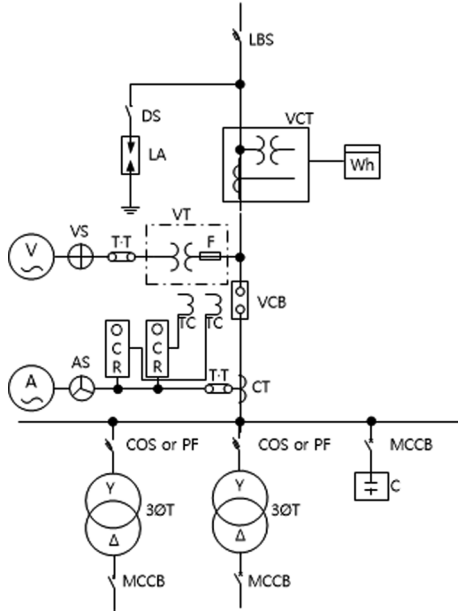 LBS
DS
VCT
LA
Wh
VT
VS
T·T
F
V
VCB
TC TC
O C R
O C R
AS
T·T
A
CT
COS or PF
COS or PF
MCCB
Y
Y
C
3ØT
3ØT
Δ
Δ
MCCB
MCCB